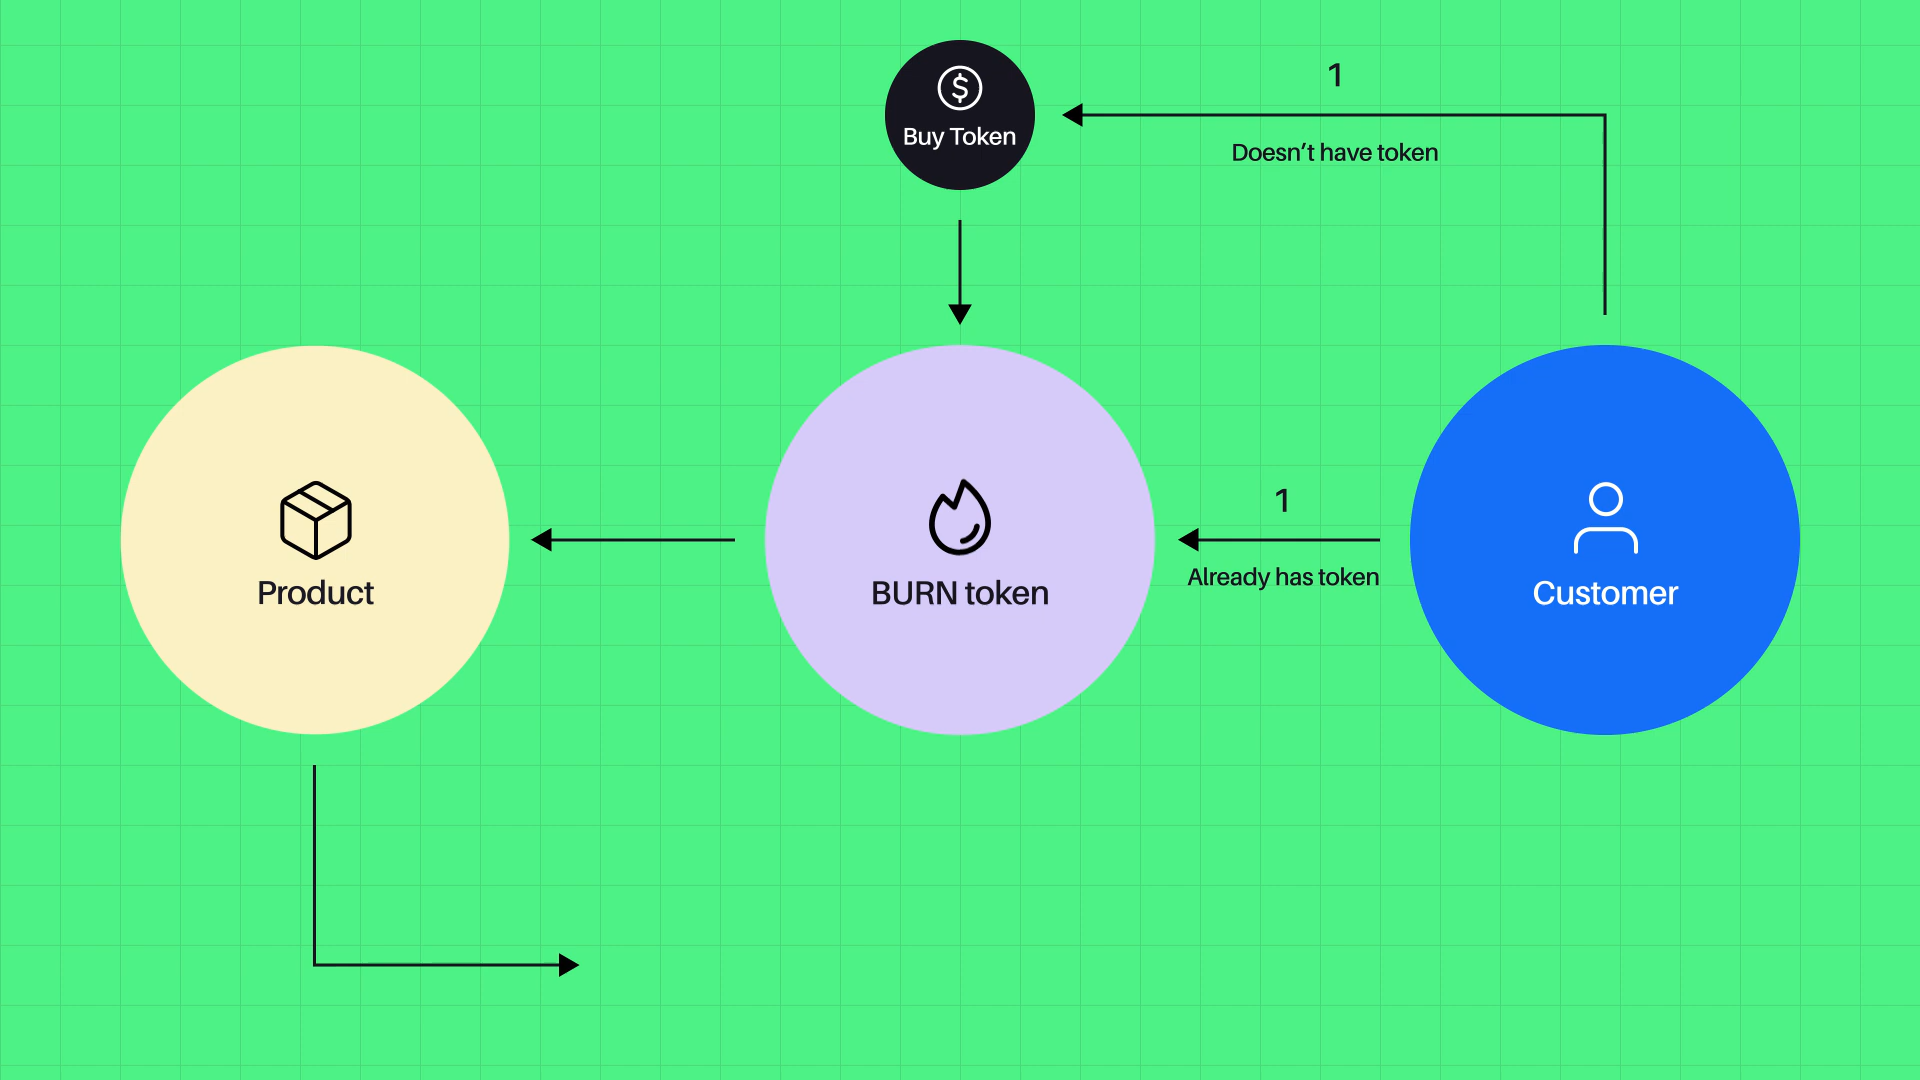 $
Buy Token
1
Doesn’t have token
Product
BURN token
1
Already has token
Customer